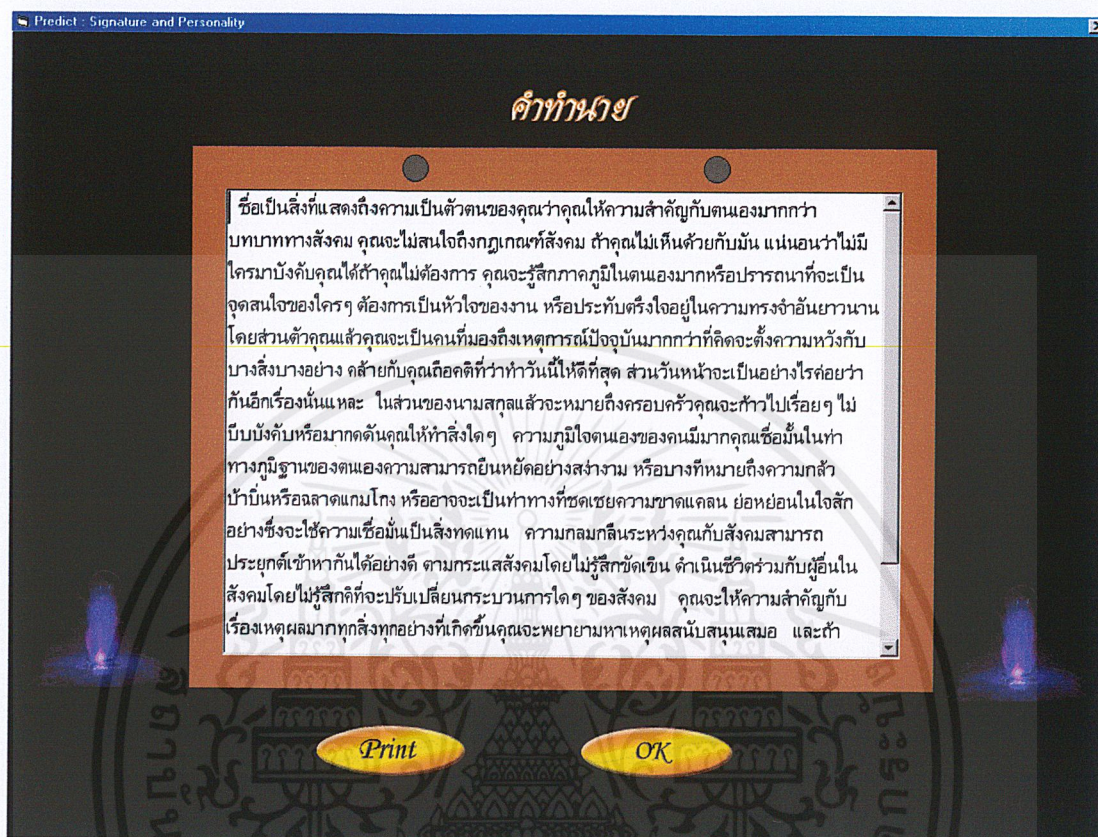 Predict : Signature and Personality
คำทำนาย
ชื่อเป็นสิ่งที่แสดงถึงความเป็นตัวตนของคุณว่าคุณให้ความสำคัญกับตนเองมากกว่า
บทบาททางสังคม คุณจะไม่สนใจถึงกฎเกณฑ์สังคม ถ้าคุณไม่เห็นด้วยกับมัน แน่นอนว่าไม่มี
ใครมาบังคับคุณได้ถ้าคุณไม่ต้องการ คุณจะรู้สึกภาคภูมิในตนเองมากหรือปรารถนาที่จะเป็น
จุดสนใจของใครๆ ต้องการเป็นหัวใจของงาน หรือประทับตรึงใจอยู่ในความทรงจำอันยาวนาน
โดยส่วนตัวคุณแล้วคุณจะเป็นคนที่มองถึงเหตุการณ์ปัจจุบันมากกว่าที่คิดจะตั้งความหวังกับ
บางสิ่งบางอย่าง คล้ายกับคุณถือคติที่ว่าทำวันนี้ให้ดีที่สุด ส่วนวันหน้าจะเป็นอย่างไรค่อยว่า
กันอีกเรื่องนั่นแหละ ในส่วนของนามสกุลแล้วจะหมายถึงครอบครัวคุณจะก้าวไปเรื่อยๆ ไม่
บีบบังคับหรือมากดดันคุณให้ทำสิ่งใดๆ ความภูมิใจตนเองของคนมีมากคุณเชื่อมั้นในท่า
ทางภูมิฐานของตนเองความสามารถยืนหยัดอย่างสง่างาม หรือบางทีหมายถึงความกล้า
บ้าบิ่นหรือฉลาดแกมโกง หรืออาจจะเป็นท่าทางที่ชดเชยความขาดแคลน ย่อหย่อนในใจสัก
อย่างซึ่งจะใช้ความเชื่อมั่นเป็นสิ่งทดแทน ความกลมกลืนระหว่งคุณกับสังคมสามารถ
ประยุกต์เข้าหากันได้อย่างดี ตามกระแสสังคมโดยไม่รู้สึกขัดเขิน ดำเนินชีวิตร่วมกับผู้อื่นใน
สังคมโดยไม่รู้สึกคิที่จะปรับเปลี่ยนกระบวนการใดๆ ของสังคม คุณจะให้ความสำคัญกับ
เรื่องเหตุผลมากทุกสิ่งทุกอย่างที่เกิดขึ้นคุณจะพยายามหาเหตุผลสนับสนุนเสมอ และถ้า
Print OK